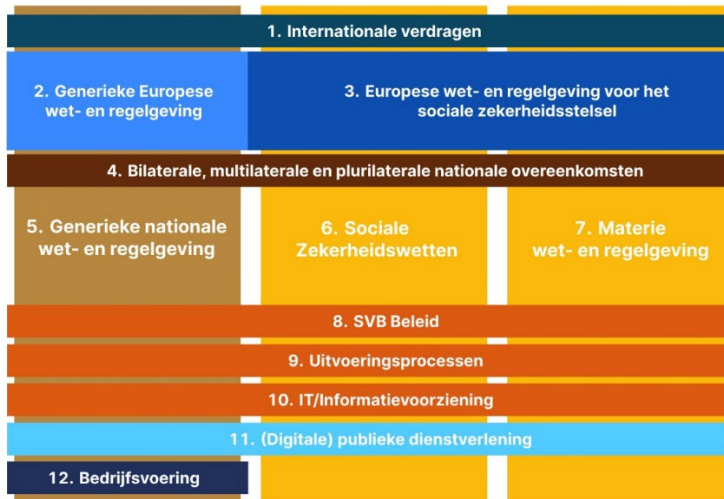 1. Internationale verdragen
2. Generieke Europese
wet- en regelgeving
3. Europese wet- en regelgeving voor het
sociale zekerheidsstelsel
4. Bilaterale, multilaterale en plurilaterale nationale overeenkomsten
5. Generieke nationale
wet- en regelgeving
6. Sociale
Zekerheidswetten
7. Materie
wet- en regelgeving
8. SVB Beleid
9. Uitvoeringsprocessen
10. IT/Informatievoorziening
11. (Digitale) publieke dienstverlening
12. Bedrijfsvoering